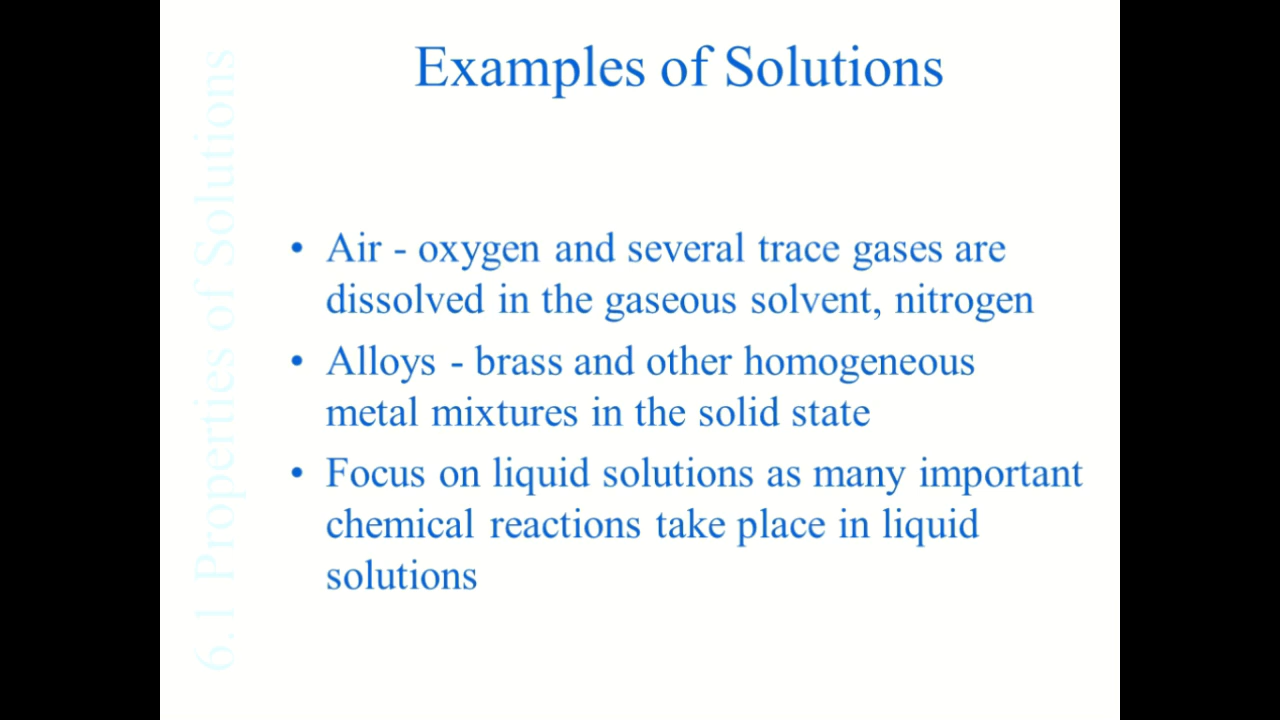 Examples of Solutions
6.1 Properties of Solutions
• Air - oxygen and several trace gases are
dissolved in the gaseous solvent, nitrogen
• Alloys - brass and other homogeneous
metal mixtures in the solid state
• Focus on liquid solutions as many important
chemical reactions take place in liquid
solutions